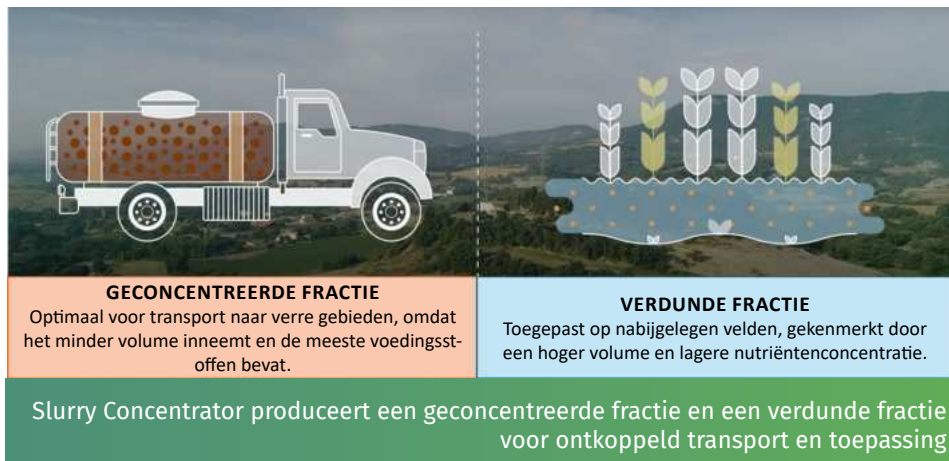 GECONCENTREERDE FRACTIE
Optimaal voor transport naar verre gebieden, omdat
het minder volume inneemt en de meeste voedingsst-
offen bevat.
VERDUNDE FRACTIE
Toegepast op nabijgelegen velden, gekenmerkt door
een hoger volume en lagere nutriëntenconcentratie.
Slurry Concentrator produceert een geconcentreerde fractie en een verdunde fractie
voor ontkoppeld transport en toepassing